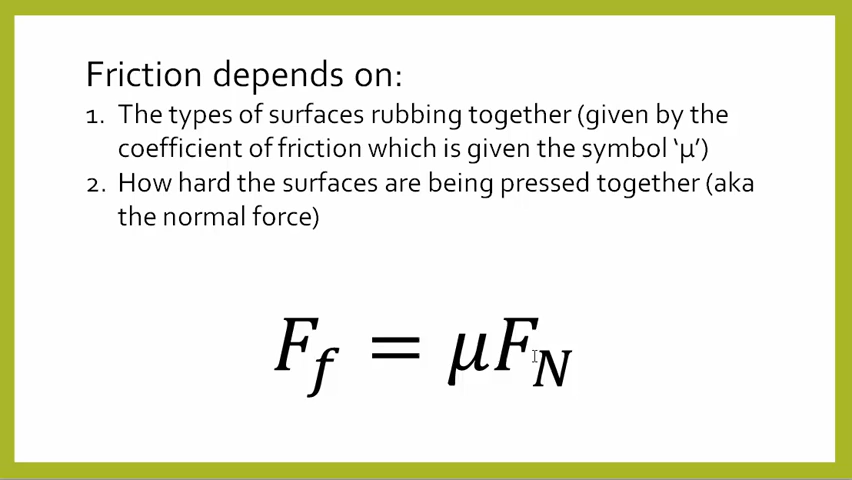 Friction depends on:
1. The types of surfaces rubbing together (given by the
coefficient of friction which is given the symbol ‘μ’)
2. How hard the surfaces are being pressed together (aka
the normal force)
F_f = μF_N